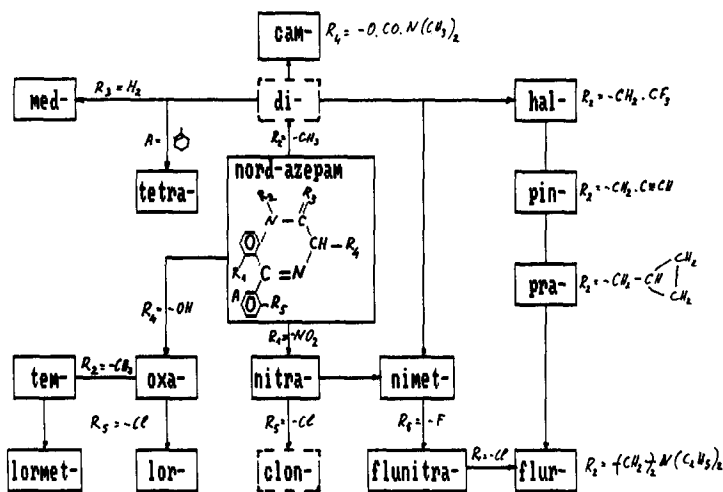 cam- R₄ = -O.CO.N(CH₃)₂
med- R₃ = H₂ di- hal- R₂ = -CH₂.CF₃
A = R₂ = -CH₃
tetra- nord-azepam pin- R₂ = -CH₂.C≡CH
R₂ R₃
N — C
CH — R₄
R₁ C = N
A R₅
pra- R₂ = -CH₂-CH CH₂ CH₂
R₄ = -OH
R₁ = -NO₂
tem- R₂ = -CH₃ oxa- nitra- nimet-
R₅ = -Cl R₅ = -Cl R₅ = -F
lormet- lor- clon- flunitra- R₁ = -Cl flur- R₂ = -(CH₂)₂N(C₂H₅)₂